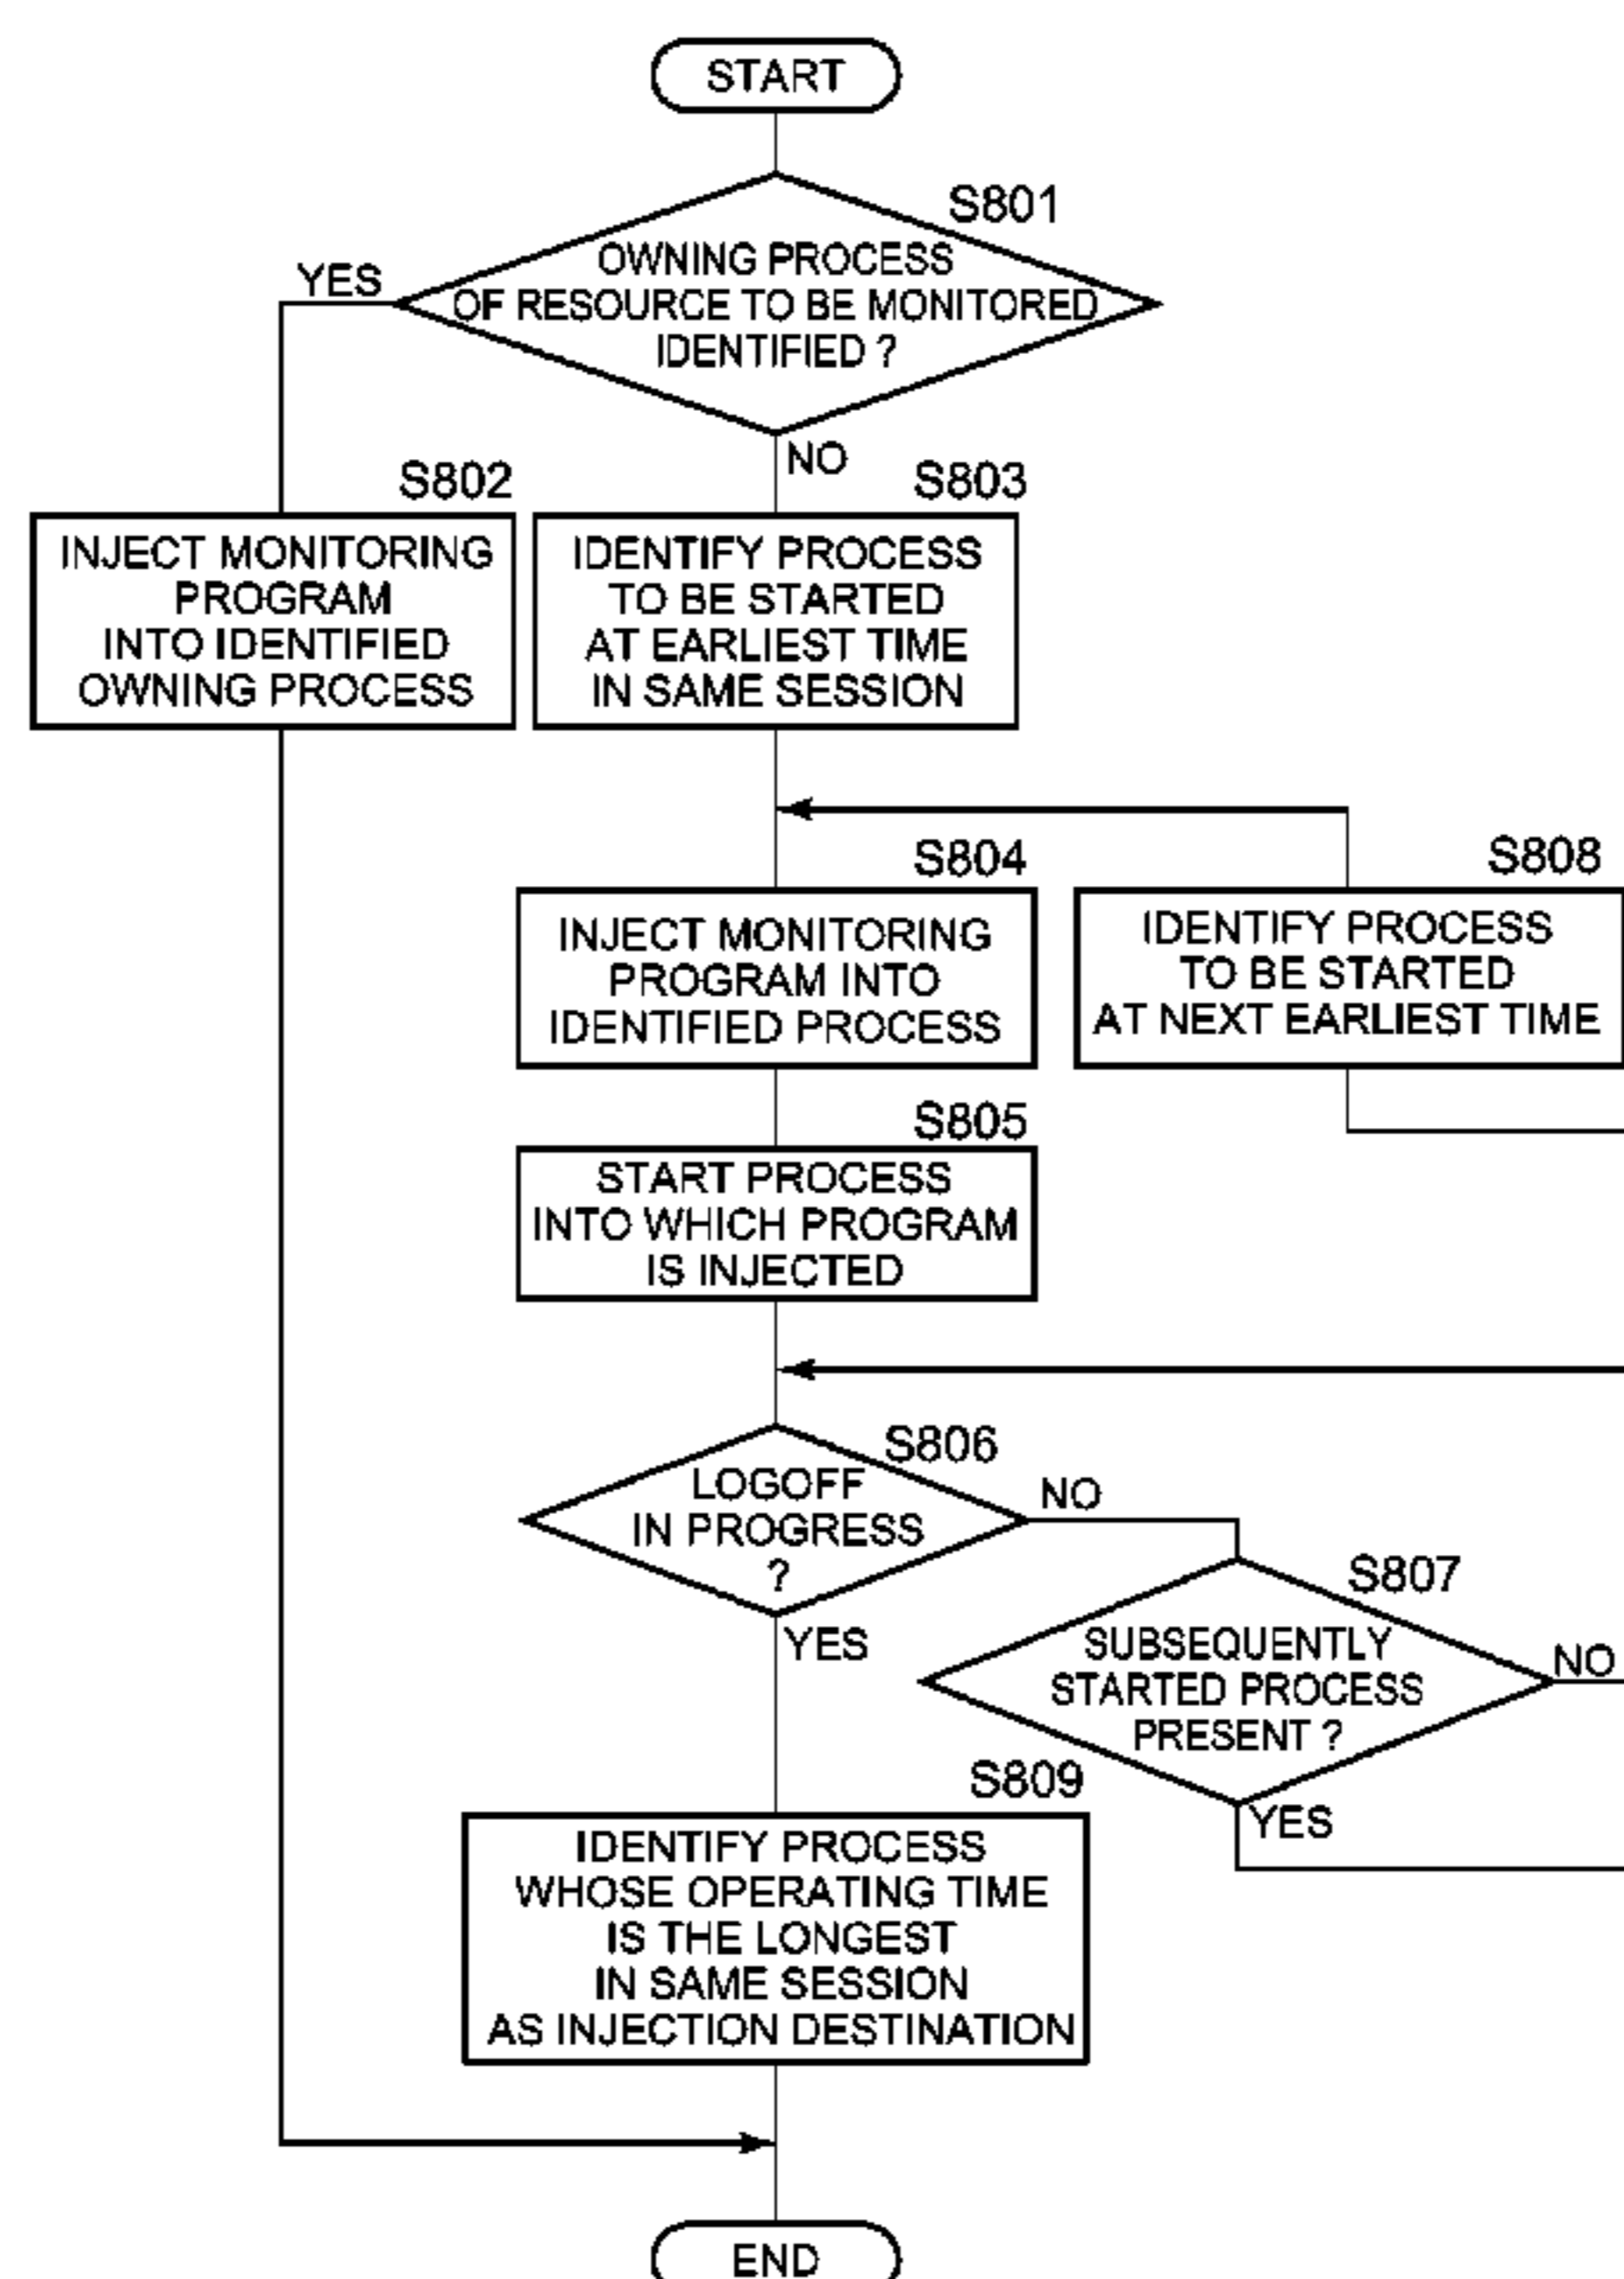 START
S801
OWNING PROCESS
OF RESOURCE TO BE MONITORED
IDENTIFIED ?
YES
NO
S802
INJECT MONITORING
PROGRAM
INTO IDENTIFIED
OWNING PROCESS
S803
IDENTIFY PROCESS
TO BE STARTED
AT EARLIEST TIME
IN SAME SESSION
S804
INJECT MONITORING
PROGRAM INTO
IDENTIFIED PROCESS
S808
IDENTIFY PROCESS
TO BE STARTED
AT NEXT EARLIEST TIME
S805
START PROCESS
INTO WHICH PROGRAM
IS INJECTED
S806
LOGOFF
IN PROGRESS
?
NO
YES
S807
SUBSEQUENTLY
STARTED PROCESS
PRESENT ?
NO
YES
S809
IDENTIFY PROCESS
WHOSE OPERATING TIME
IS THE LONGEST
IN SAME SESSION
AS INJECTION DESTINATION
END